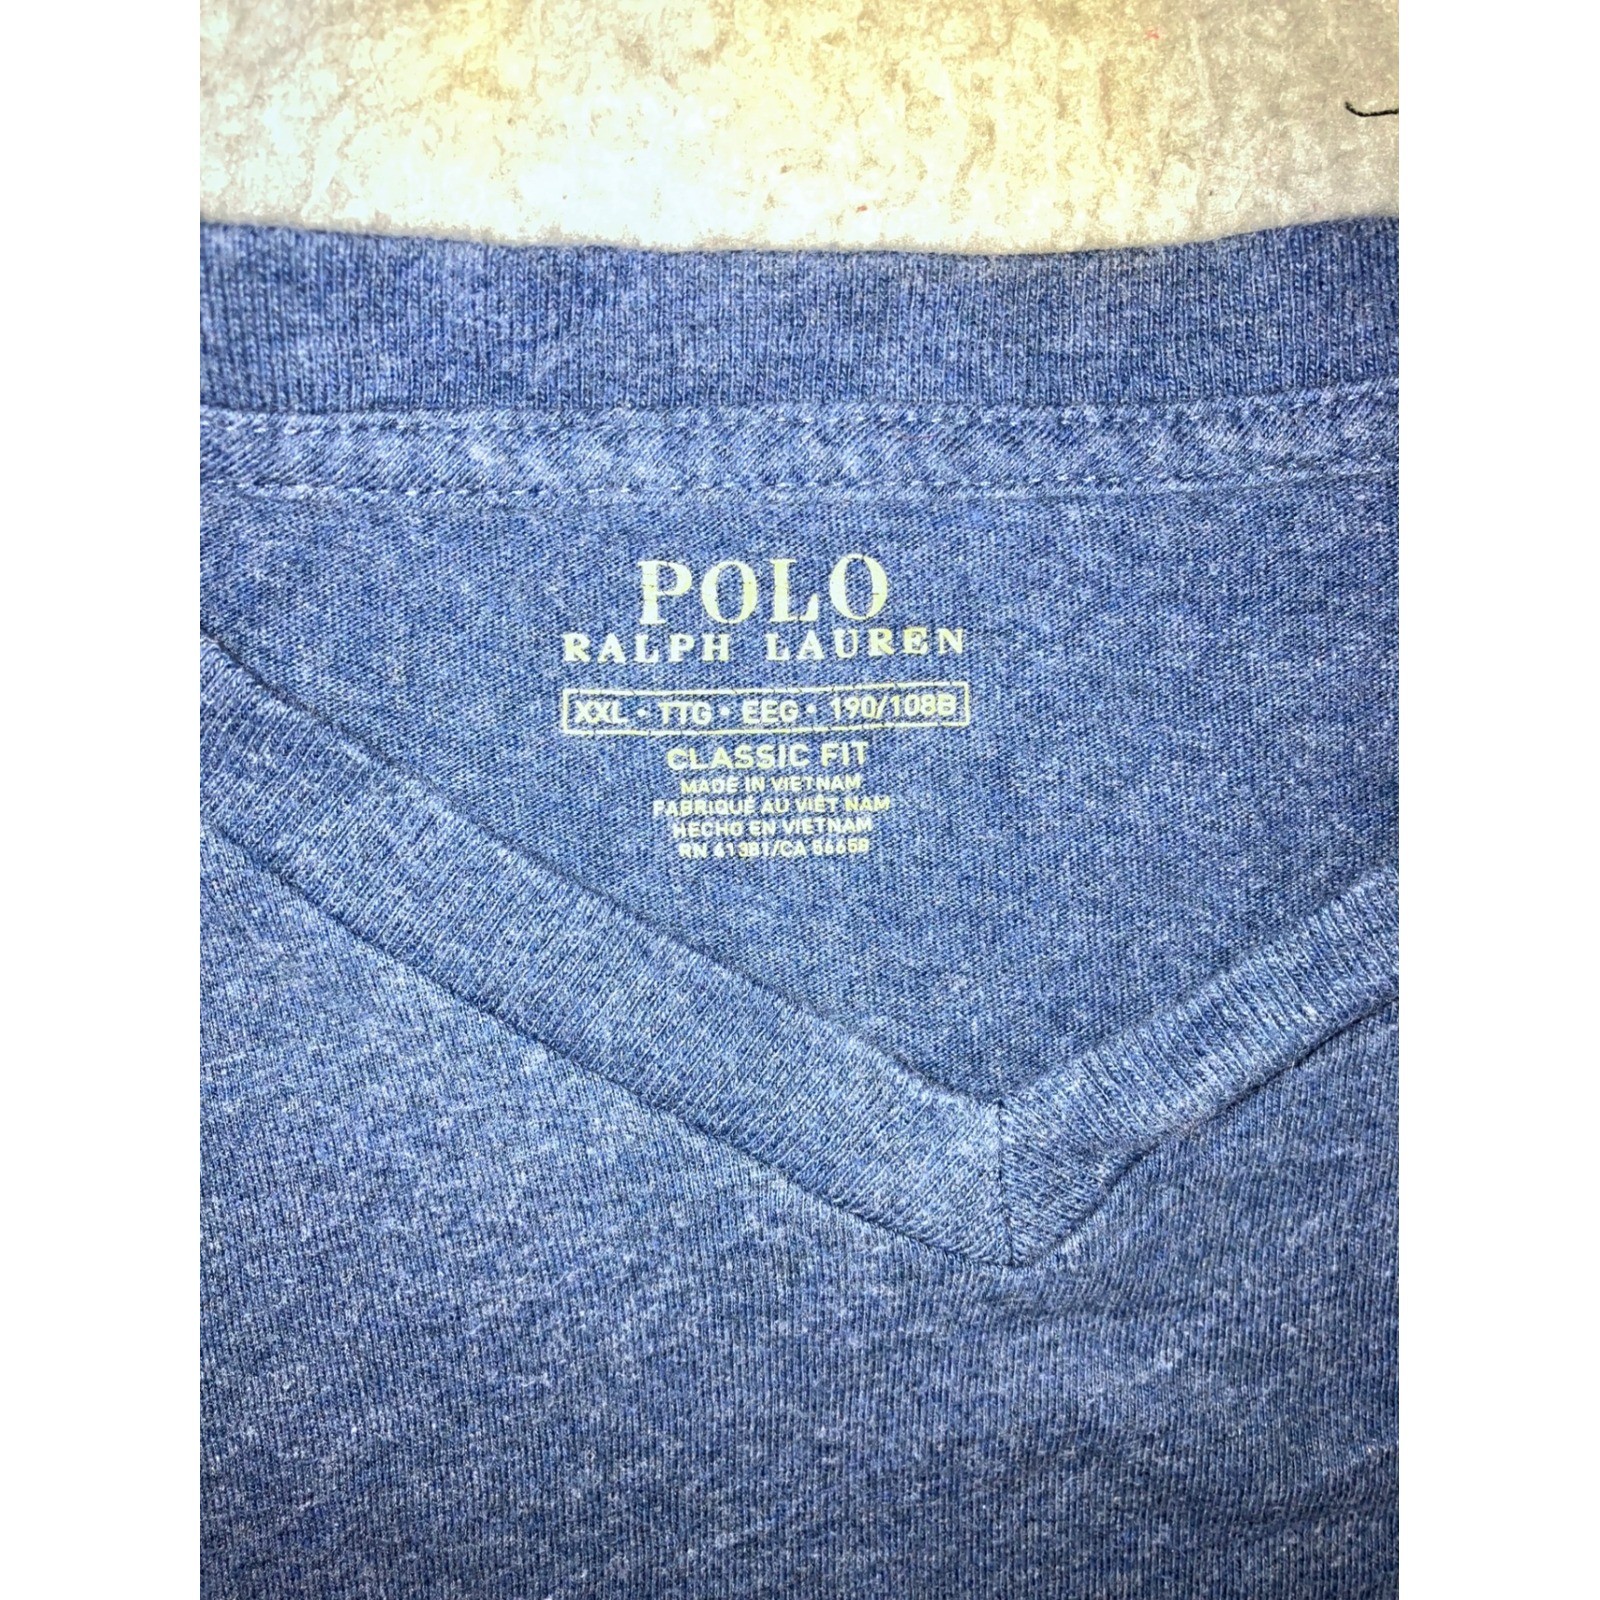 POLO
RALPH LAUREN
XXL • TTG • EEG • 190/108B
CLASSIC FIT
MADE IN VIETNAM
FABRIQUÉ AU VIÊT NAM
HECHO EN VIETNAM
RN 41381/CA 56658